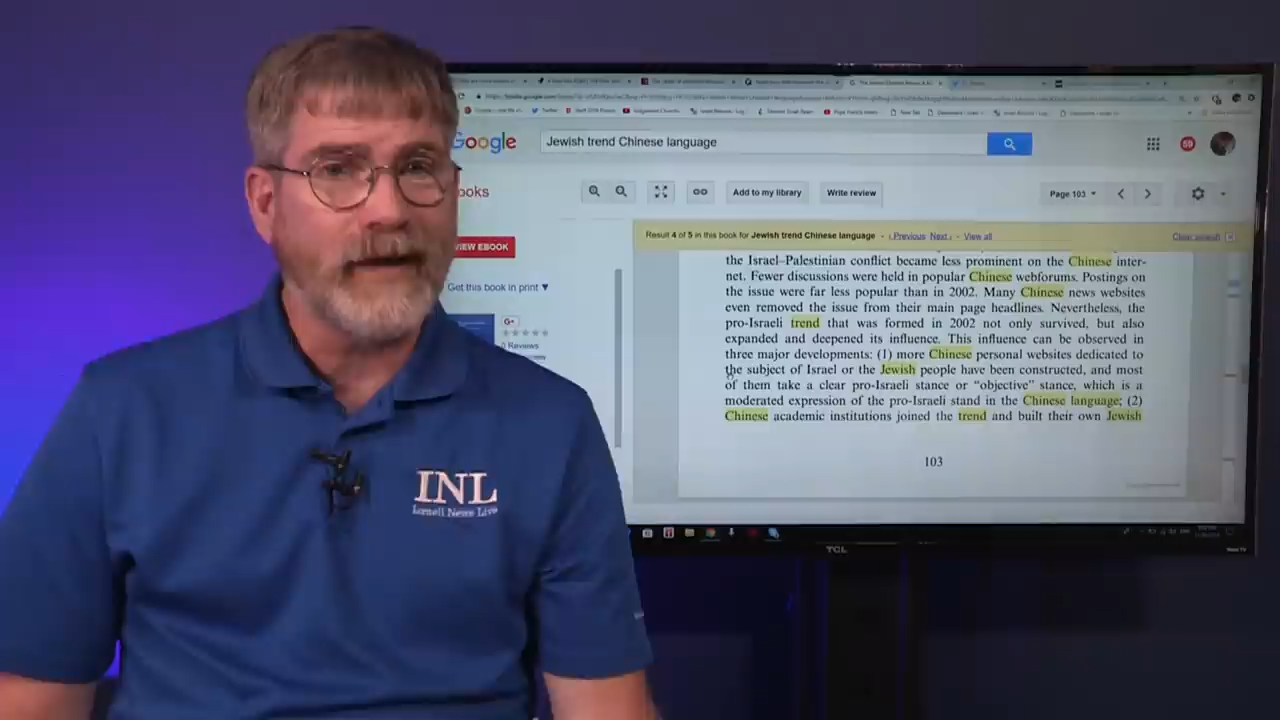 Google
Jewish trend Chinese language
59
ooks
Add to my library
Write review
Page 103
VIEW EBOOK
Result 4 of 5 in this book for Jewish trend Chinese language - ‹ Previous Next › - View all
Clear search
Get this book in print ▼
G+
0 Reviews
the Israel–Palestinian conflict became less prominent on the Chinese inter-
net. Fewer discussions were held in popular Chinese webforums. Postings on
the issue were far less popular than in 2002. Many Chinese news websites
even removed the issue from their main page headlines. Nevertheless, the
pro-Israeli trend that was formed in 2002 not only survived, but also
expanded and deepened its influence. This influence can be observed in
three major developments: (1) more Chinese personal websites dedicated to
the subject of Israel or the Jewish people have been constructed, and most
of them take a clear pro-Israeli stance or “objective” stance, which is a
moderated expression of the pro-Israeli stand in the Chinese language; (2)
Chinese academic institutions joined the trend and built their own Jewish
103
INL
News Live
TCL